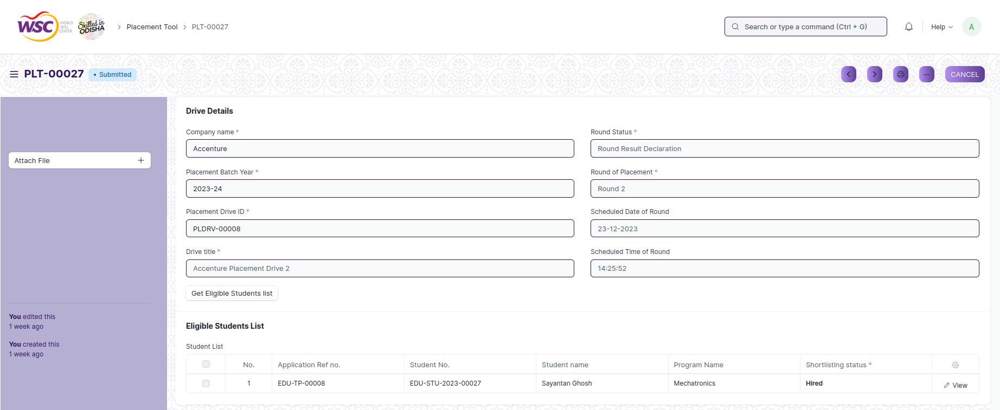 WSC WORLD SKILL CENTER Skilled in ODISHA > Placement Tool > PLT-00027
Search or type a command (Ctrl + G)
Help
A
PLT-00027 • Submitted
... CANCEL
Attach File +
You edited this
1 week ago
You created this
1 week ago
Drive Details
Company name *
Accenture
Placement Batch Year *
2023-24
Placement Drive ID *
PLDRV-00008
Drive title *
Accenture Placement Drive 2
Round Status *
Round Result Declaration
Round of Placement *
Round 2
Scheduled Date of Round
23-12-2023
Scheduled Time of Round
14:25:52
Get Eligible Students list
Eligible Students List
Student List
No. Application Ref no. Student No. Student name Program Name Shortlisting status *
1 EDU-TP-00008 EDU-STU-2023-00027 Sayantan Ghosh Mechatronics Hired View